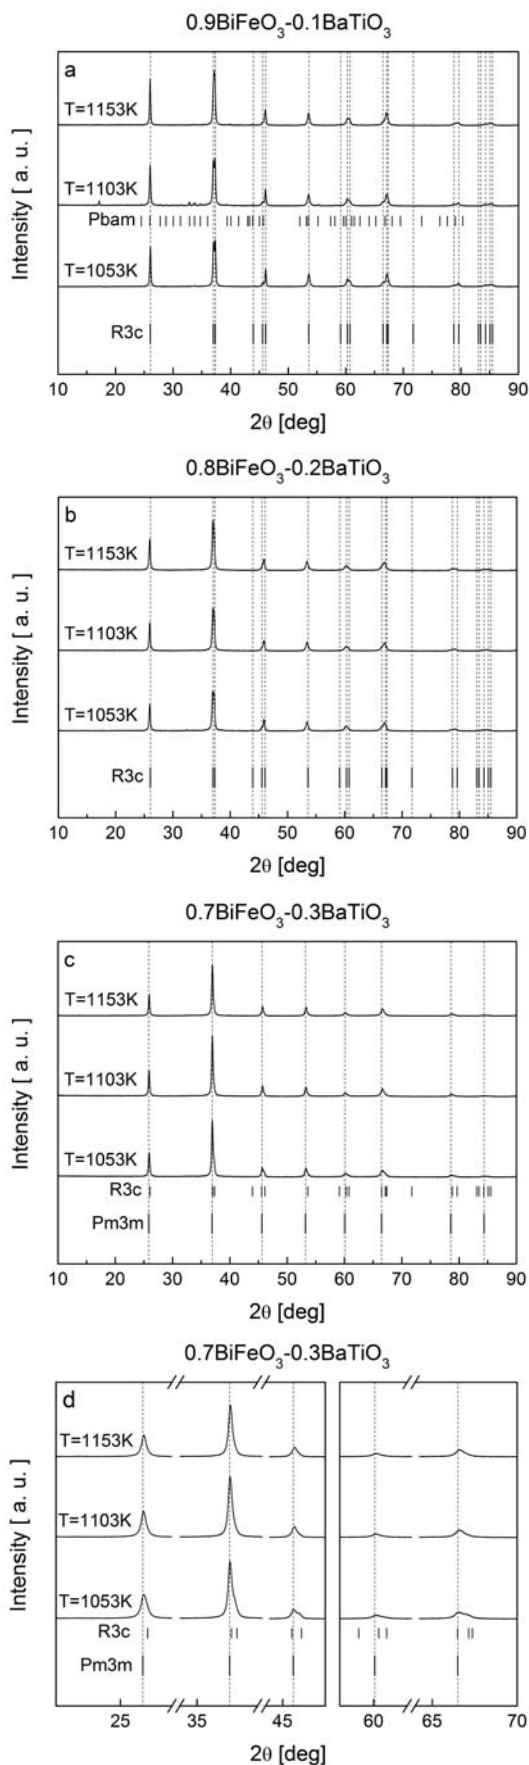 0.9BiFeO₃-0.1BaTiO₃
a
T=1153K
T=1103K
Pbam
T=1053K
R3c
Intensity [ a. u. ]
10 20 30 40 50 60 70 80 90
2θ [deg]
0.8BiFeO₃-0.2BaTiO₃
b
T=1153K
T=1103K
T=1053K
R3c
Intensity [ a. u. ]
10 20 30 40 50 60 70 80 90
2θ [deg]
0.7BiFeO₃-0.3BaTiO₃
c
T=1153K
T=1103K
T=1053K
R3c
Pm3m
Intensity [ a. u. ]
10 20 30 40 50 60 70 80 90
2θ [deg]
0.7BiFeO₃-0.3BaTiO₃
d
T=1153K
T=1103K
T=1053K
R3c
Pm3m
Intensity [ a. u. ]
25 35 45 60 65 70
2θ [deg]